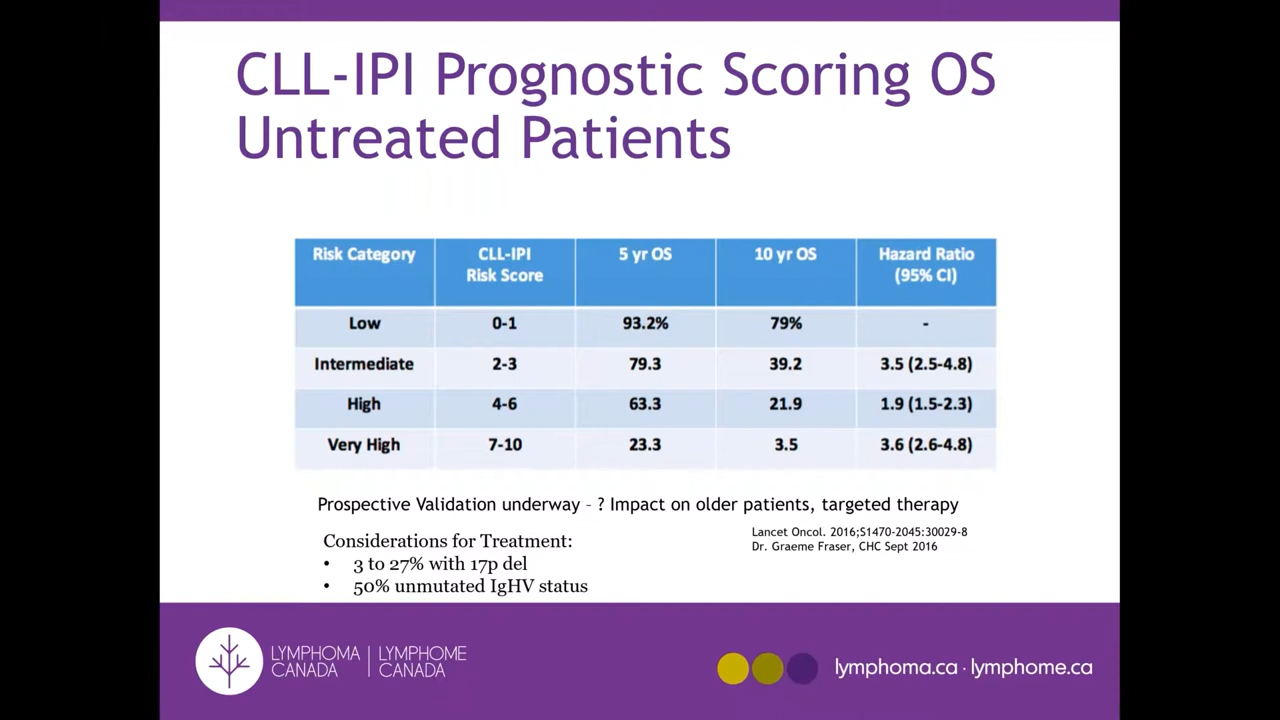 CLL-IPI Prognostic Scoring OS
Untreated Patients
Risk Category CLL-IPI Risk Score 5 yr OS 10 yr OS Hazard Ratio (95% CI)
Low 0-1 93.2% 79% -
Intermediate 2-3 79.3 39.2 3.5 (2.5-4.8)
High 4-6 63.3 21.9 1.9 (1.5-2.3)
Very High 7-10 23.3 3.5 3.6 (2.6-4.8)
Prospective Validation underway - ? Impact on older patients, targeted therapy
Lancet Oncol. 2016;S1470-2045:30029-8
Dr. Graeme Fraser, CHC Sept 2016
Considerations for Treatment:
• 3 to 27% with 17p del
• 50% unmutated IgHV status
LYMPHOMA CANADA | LYMPHOME CANADA
lymphoma.ca · lymphome.ca